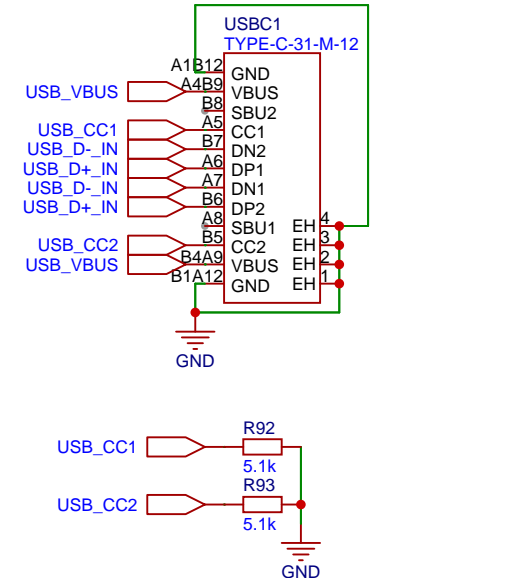 USBC1
TYPE-C-31-M-12
A1B12 GND
USB_VBUS A4B9 VBUS
B8 SBU2
USB_CC1 A5 CC1
USB_D-_IN B7 DN2
USB_D+_IN A6 DP1
USB_D-_IN A7 DN1
USB_D+_IN B6 DP2
A8 SBU1 EH 4
USB_CC2 B5 CC2 EH 3
USB_VBUS B4A9 VBUS EH 2
B1A12 GND EH 1
GND
R92
USB_CC1
5.1k
R93
USB_CC2
5.1k
GND